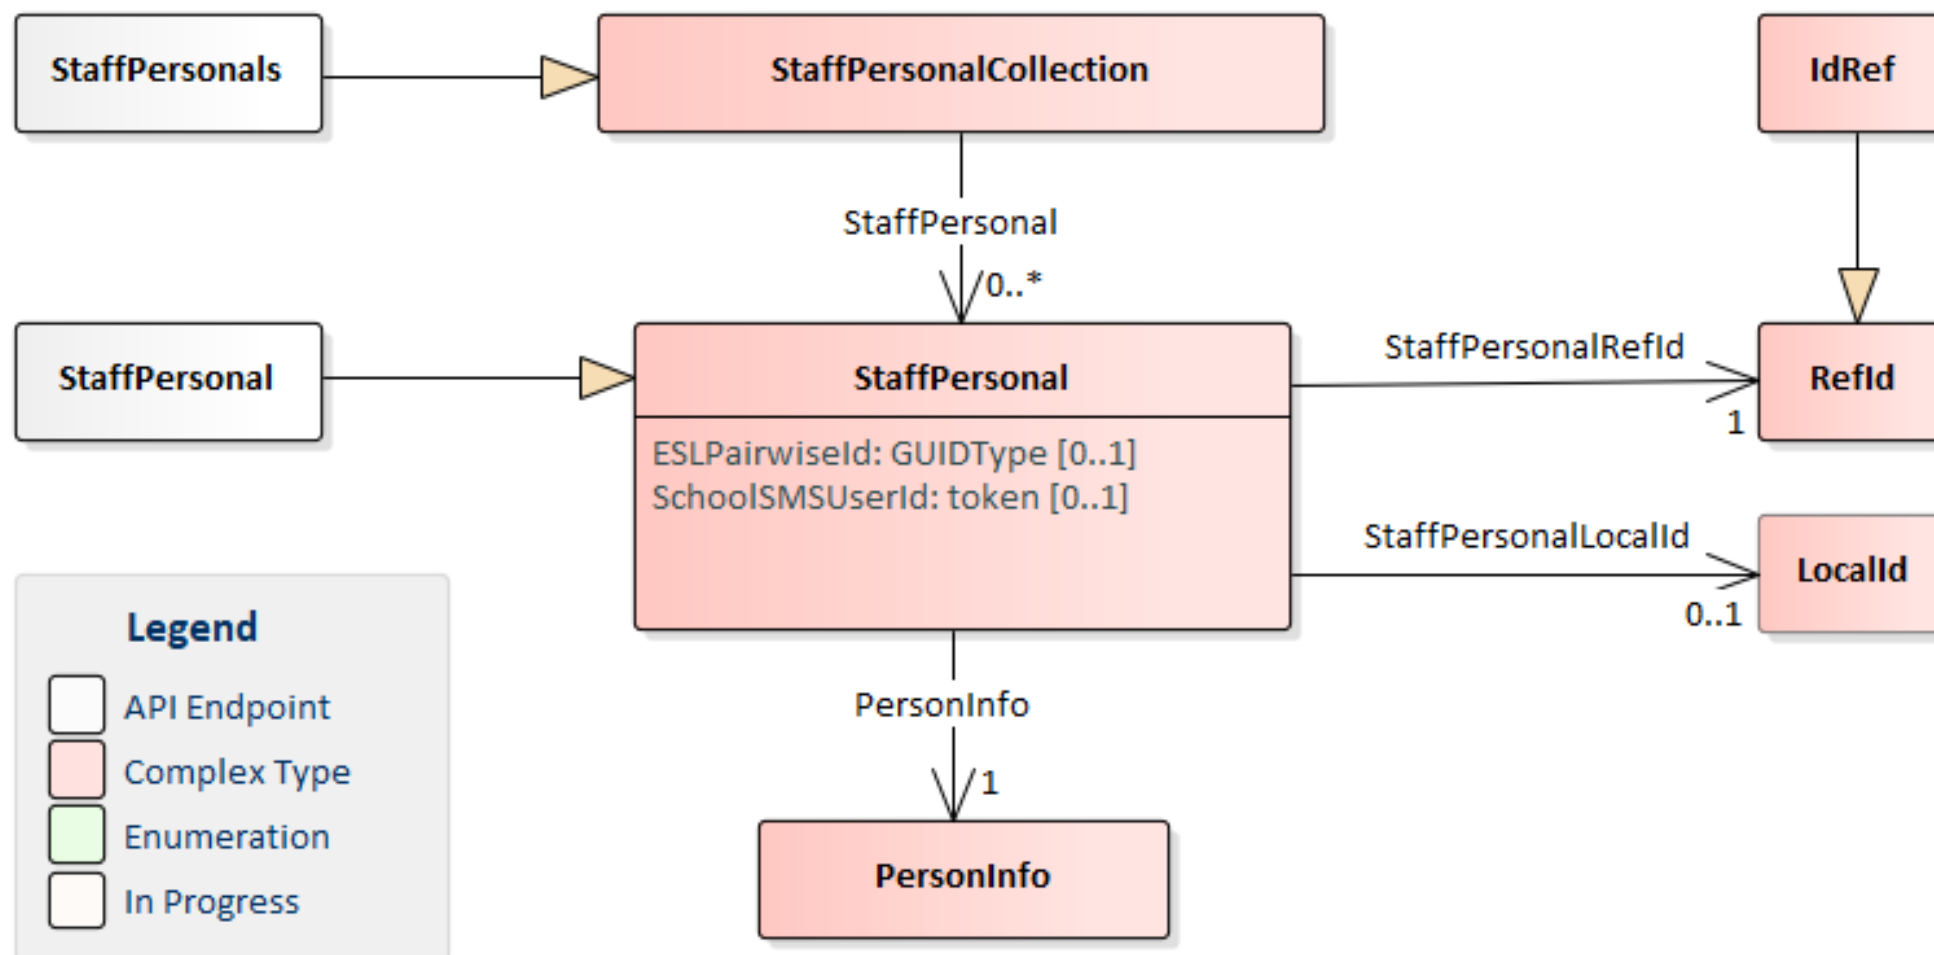 StaffPersonals
StaffPersonalCollection
IdRef
StaffPersonal
0..*
StaffPersonal
StaffPersonal
ESLPairwiseId: GUIDType [0..1]
SchoolSMSUserId: token [0..1]
StaffPersonalRefId
1
RefId
StaffPersonalLocalId
0..1
LocalId
PersonInfo
1
PersonInfo
Legend
API Endpoint
Complex Type
Enumeration
In Progress